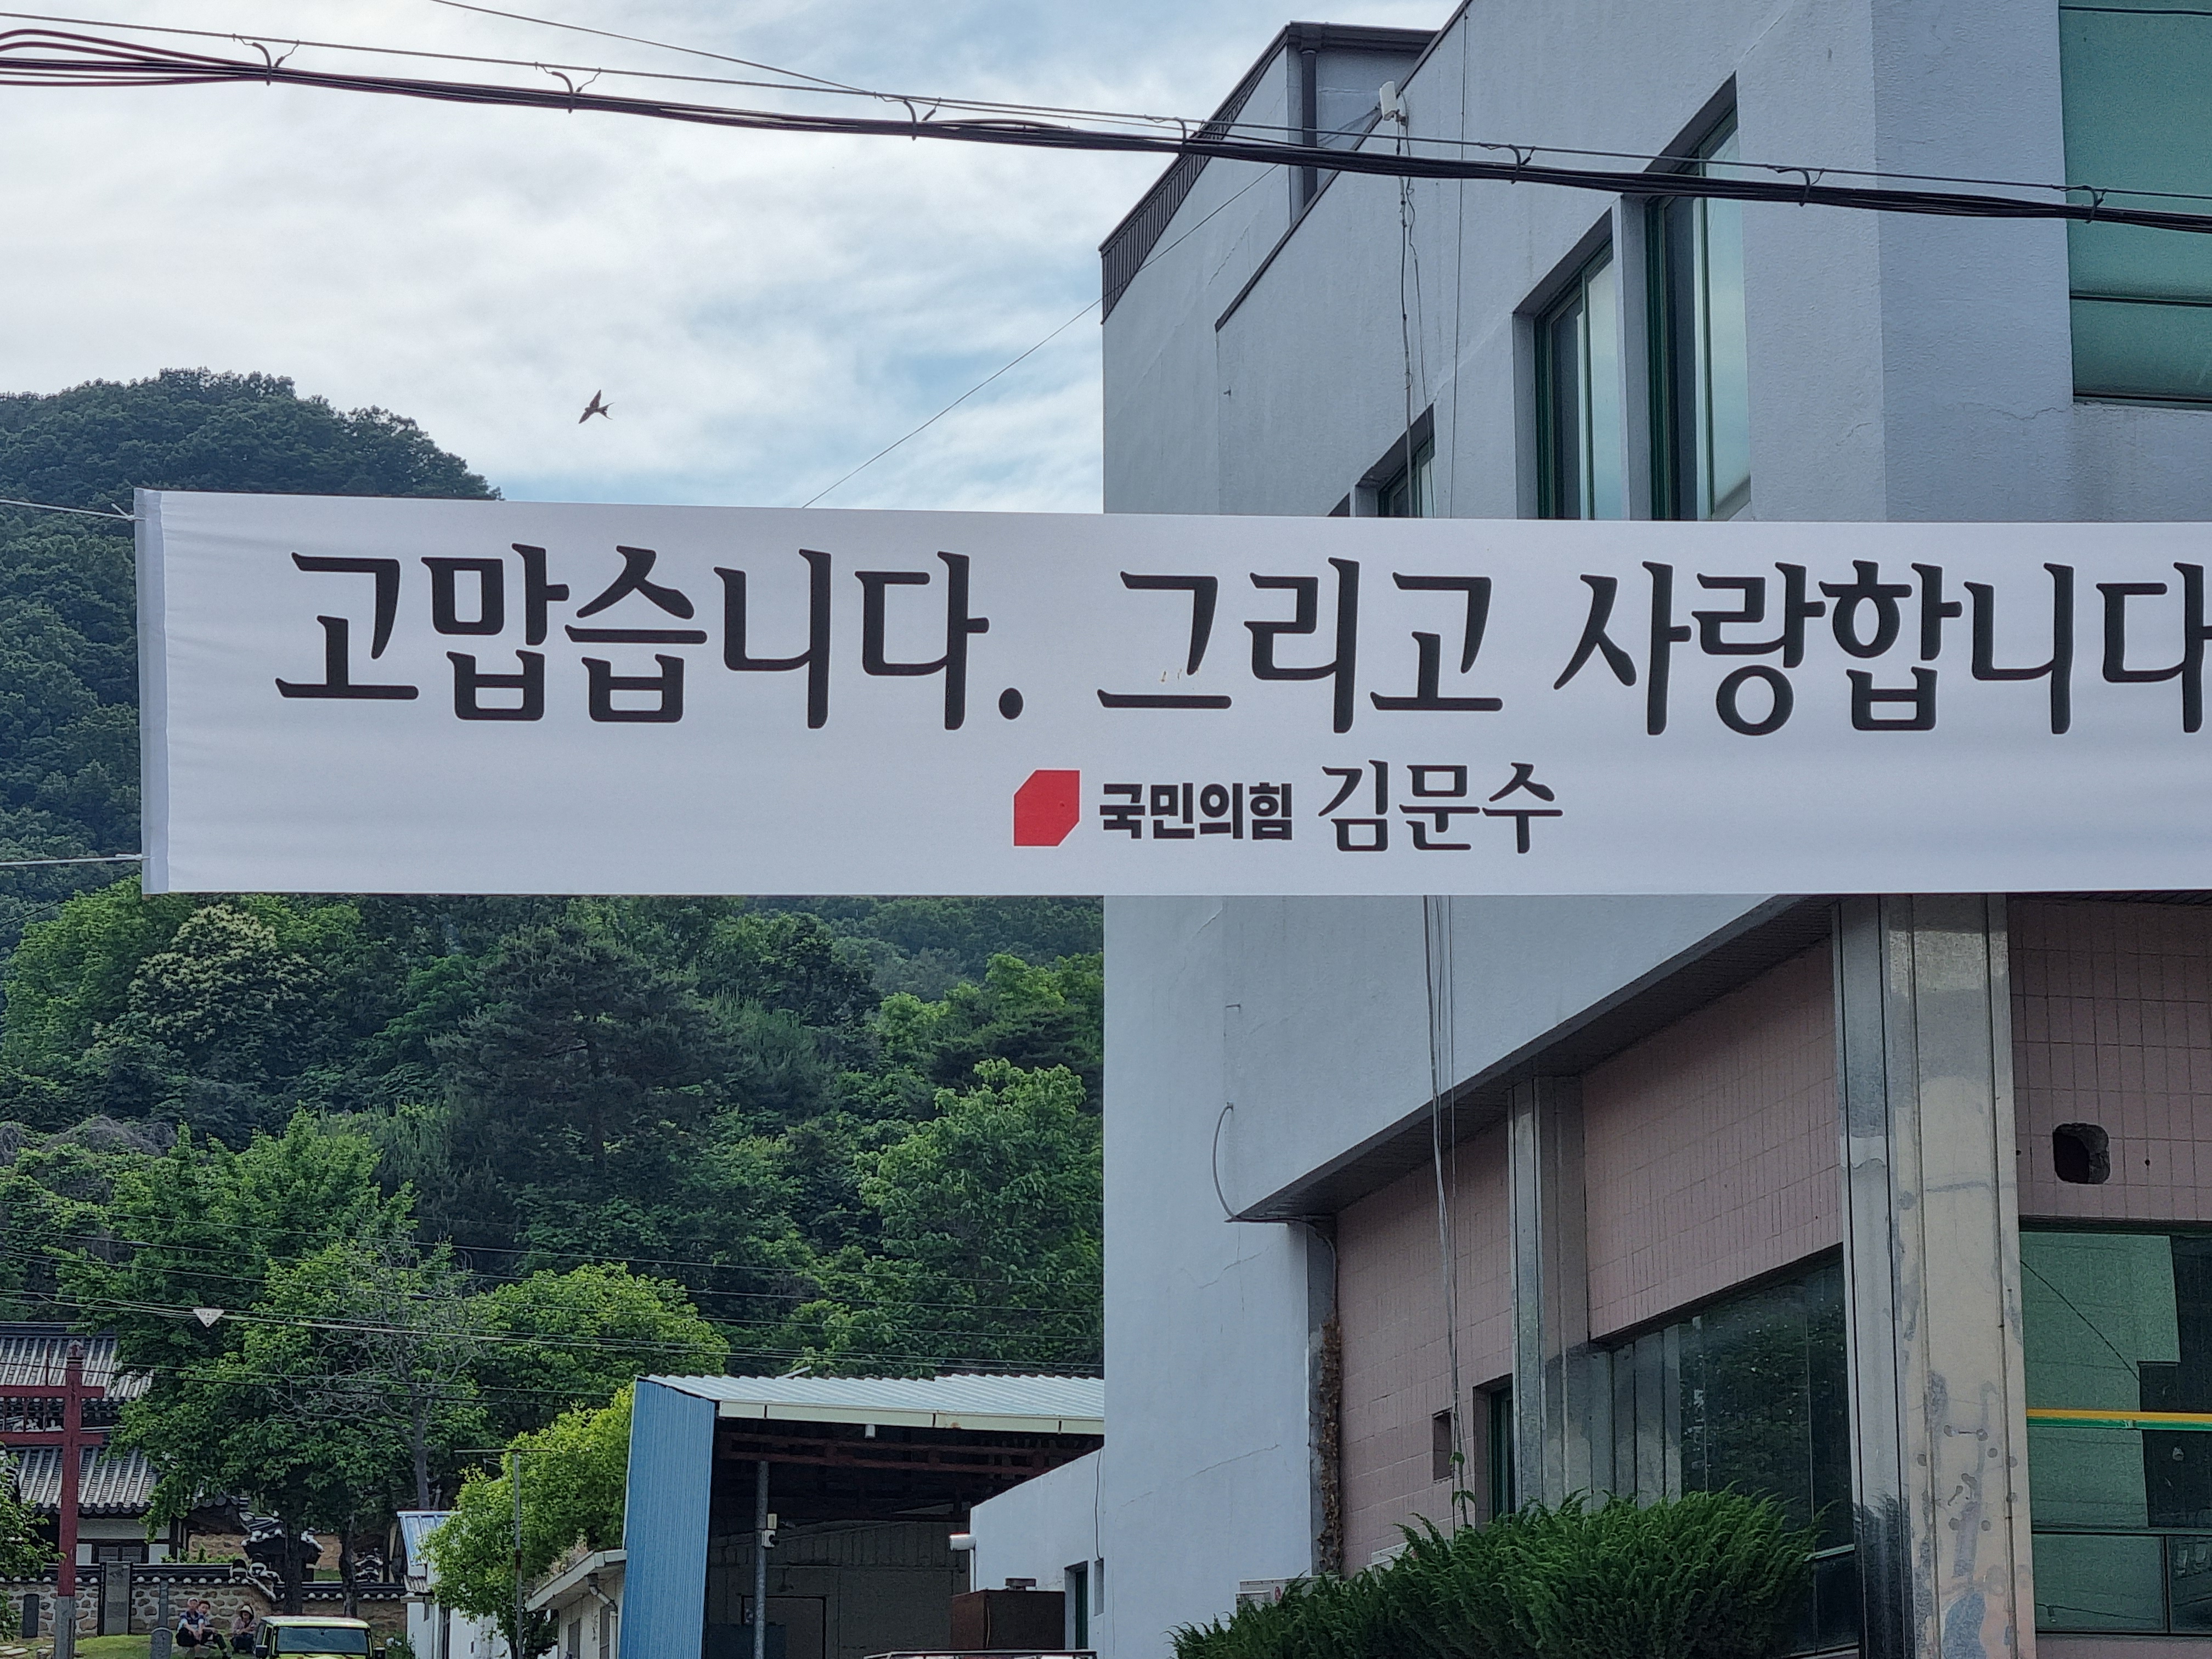 고맙습니다. 그리고 사랑합니다
국민의힘 김문수